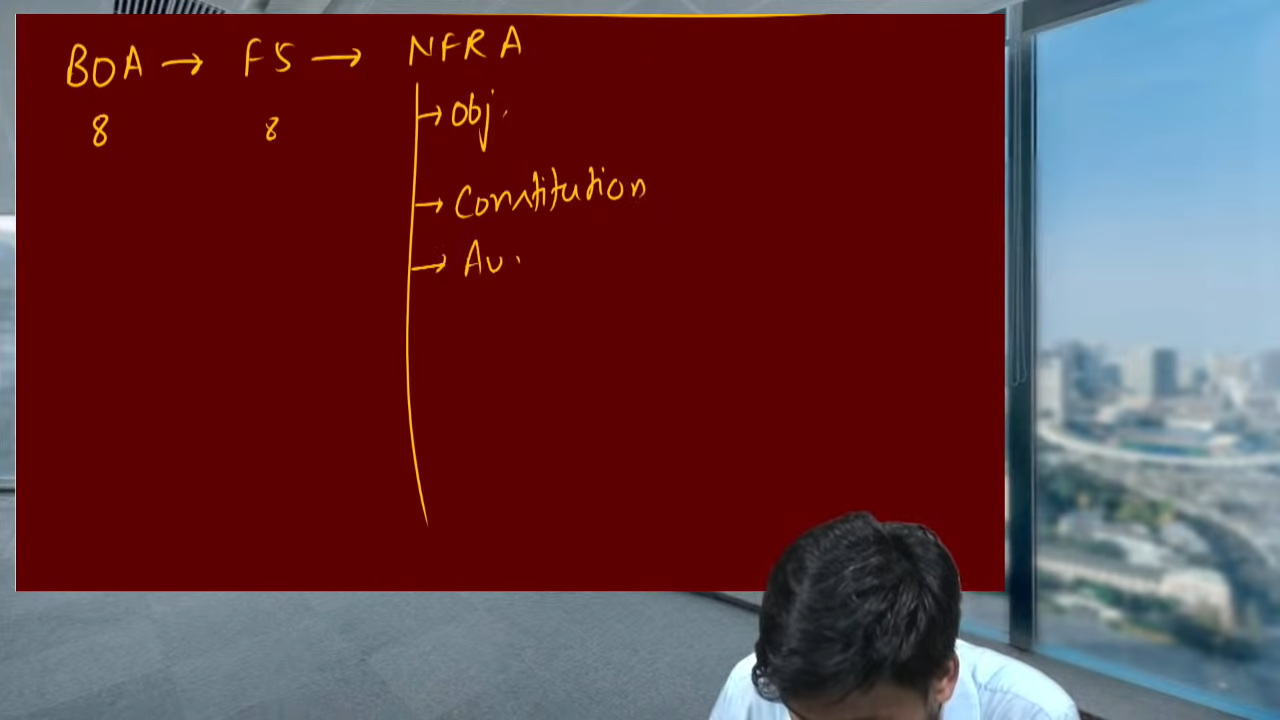 BOA → FS → NFRA
8 8
→ Obj.
→ Constitution
→ Au.